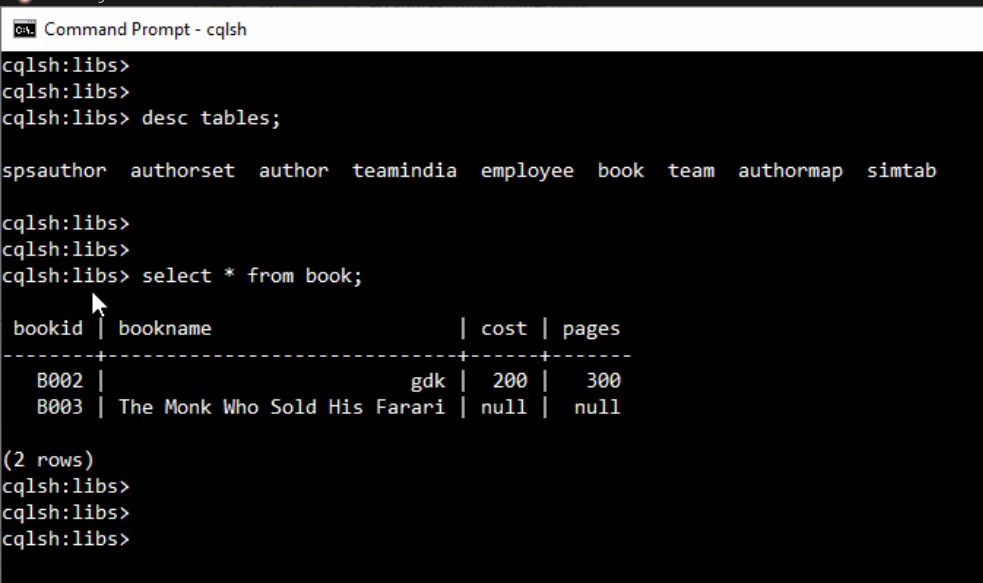 Command Prompt - cqlsh
cqlsh:libs>
cqlsh:libs>
cqlsh:libs> desc tables;
spsauthor  authorset  author  teamindia  employee  book  team  authormap  simtab
cqlsh:libs>
cqlsh:libs>
cqlsh:libs> select * from book;
 bookid | bookname                     | cost | pages
--------+------------------------------+------+-------
   B002 |                          gdk |  200 |   300
   B003 | The Monk Who Sold His Farari | null |  null
(2 rows)
cqlsh:libs>
cqlsh:libs>
cqlsh:libs>